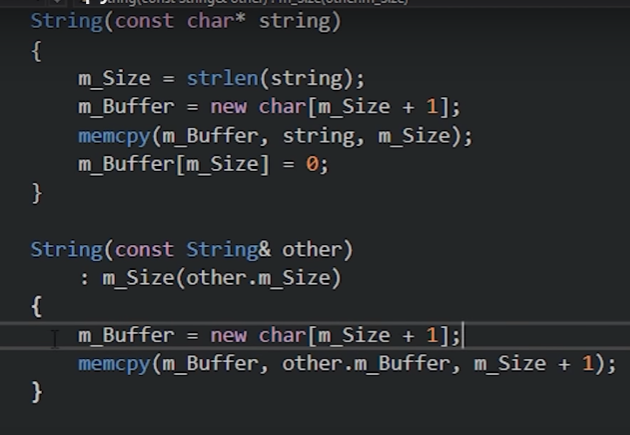 String(const char* string)
{
    m_Size = strlen(string);
    m_Buffer = new char[m_Size + 1];
    memcpy(m_Buffer, string, m_Size);
    m_Buffer[m_Size] = 0;
}

String(const String& other)
    : m_Size(other.m_Size)
{
    m_Buffer = new char[m_Size + 1];
    memcpy(m_Buffer, other.m_Buffer, m_Size + 1);
}